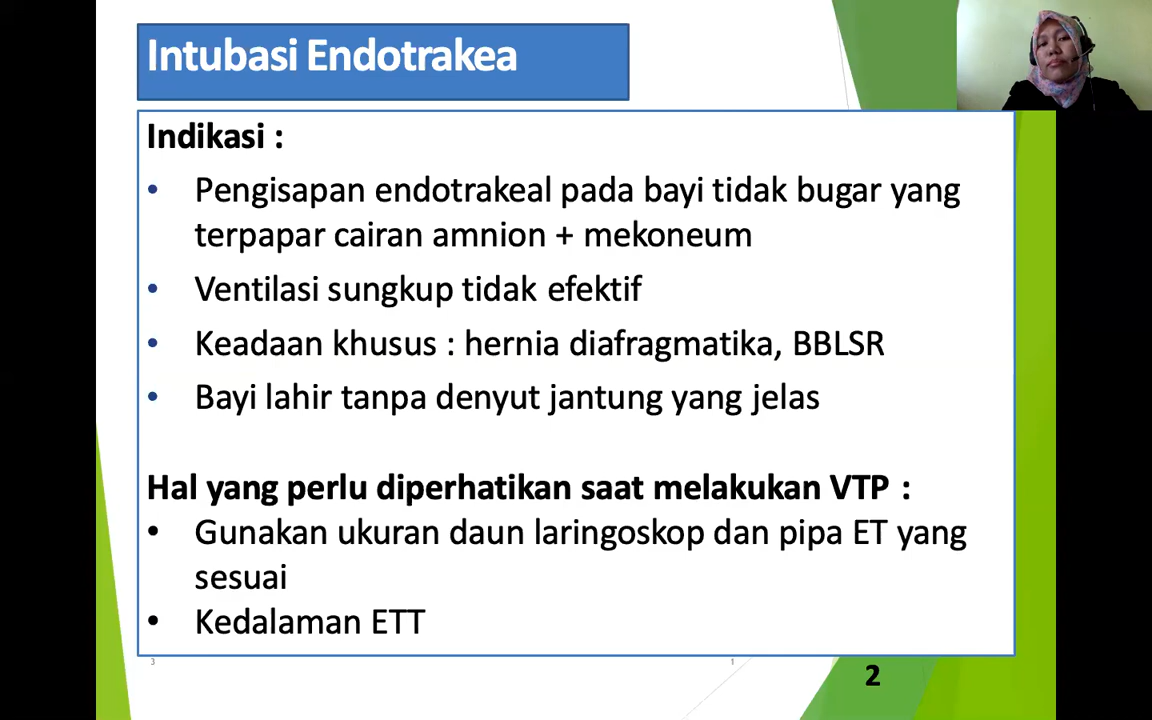 Intubasi Endotrakea
Indikasi :
• Pengisapan endotrakeal pada bayi tidak bugar yang
terpapar cairan amnion + mekoneum
• Ventilasi sungkup tidak efektif
• Keadaan khusus : hernia diafragmatika, BBLSR
• Bayi lahir tanpa denyut jantung yang jelas
Hal yang perlu diperhatikan saat melakukan VTP :
• Gunakan ukuran daun laringoskop dan pipa ET yang
sesuai
• Kedalaman ETT
3
1
2